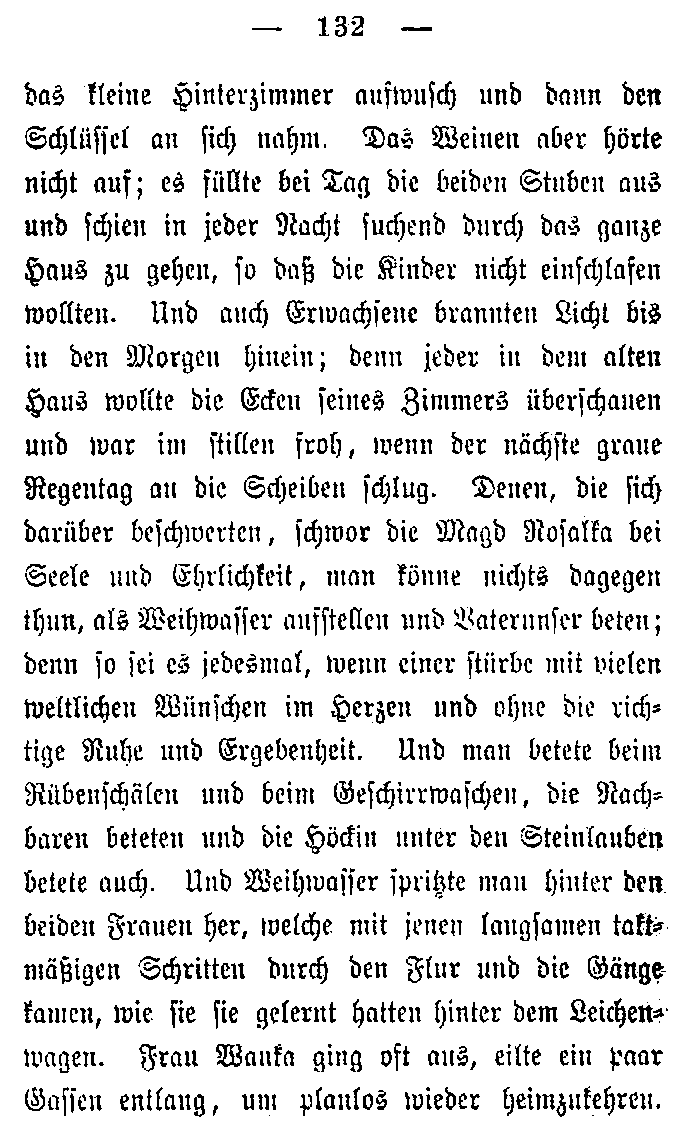 — 132 —
das kleine Hinterzimmer aufwusch und dann den
Schlüssel an sich nahm. Das Weinen aber hörte
nicht auf; es füllte bei Tag die beiden Stuben aus
und schien in jeder Nacht suchend durch das ganze
Haus zu gehen, so daß die Kinder nicht einschlafen
wollten. Und auch Erwachsene brannten Licht bis
in den Morgen hinein; denn jeder in dem alten
Haus wollte die Ecken seines Zimmers überschauen
und war im stillen froh, wenn der nächste graue
Regentag an die Scheiben schlug. Denen, die sich
darüber beschwerten, schwor die Magd Rosalka bei
Seele und Ehrlichkeit, man könne nichts dagegen
thun, als Weihwasser aufstellen und Vaterunser beten;
denn so sei es jedesmal, wenn einer stürbe mit vielen
weltlichen Wünschen im Herzen und ohne die rich-
tige Ruhe und Ergebenheit. Und man betete beim
Rübenschälen und beim Geschirrwaschen, die Nach-
baren beteten und die Höckin unter den Steinlauben
betete auch. Und Weihwasser spritzte man hinter den
beiden Frauen her, welche mit jenen langsamen takt-
mäßigen Schritten durch den Flur und die Gänge
kamen, wie sie sie gelernt hatten hinter dem Leichen-
wagen. Frau Wanka ging oft aus, eilte ein paar
Gassen entlang, um planlos wieder heimzukehren.